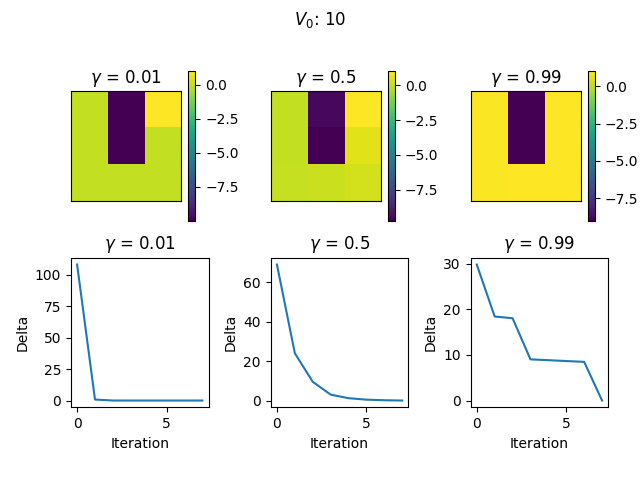 V₀: 10
γ = 0.01
γ = 0.5
γ = 0.99
0.0
−2.5
−5.0
−7.5
0.0
−2.5
−5.0
−7.5
0.0
−2.5
−5.0
−7.5
γ = 0.01
γ = 0.5
γ = 0.99
Delta
100
75
50
25
0
0 5
Iteration
Delta
60
40
20
0
0 5
Iteration
Delta
30
20
10
0
0 5
Iteration